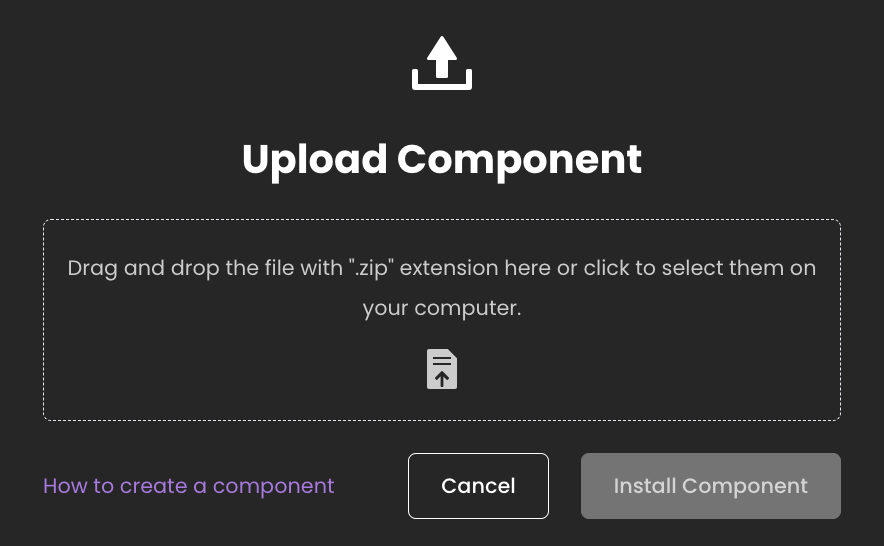 Upload Component
Drag and drop the file with ".zip" extension here or click to select them on
your computer.
How to create a component
Cancel
Install Component